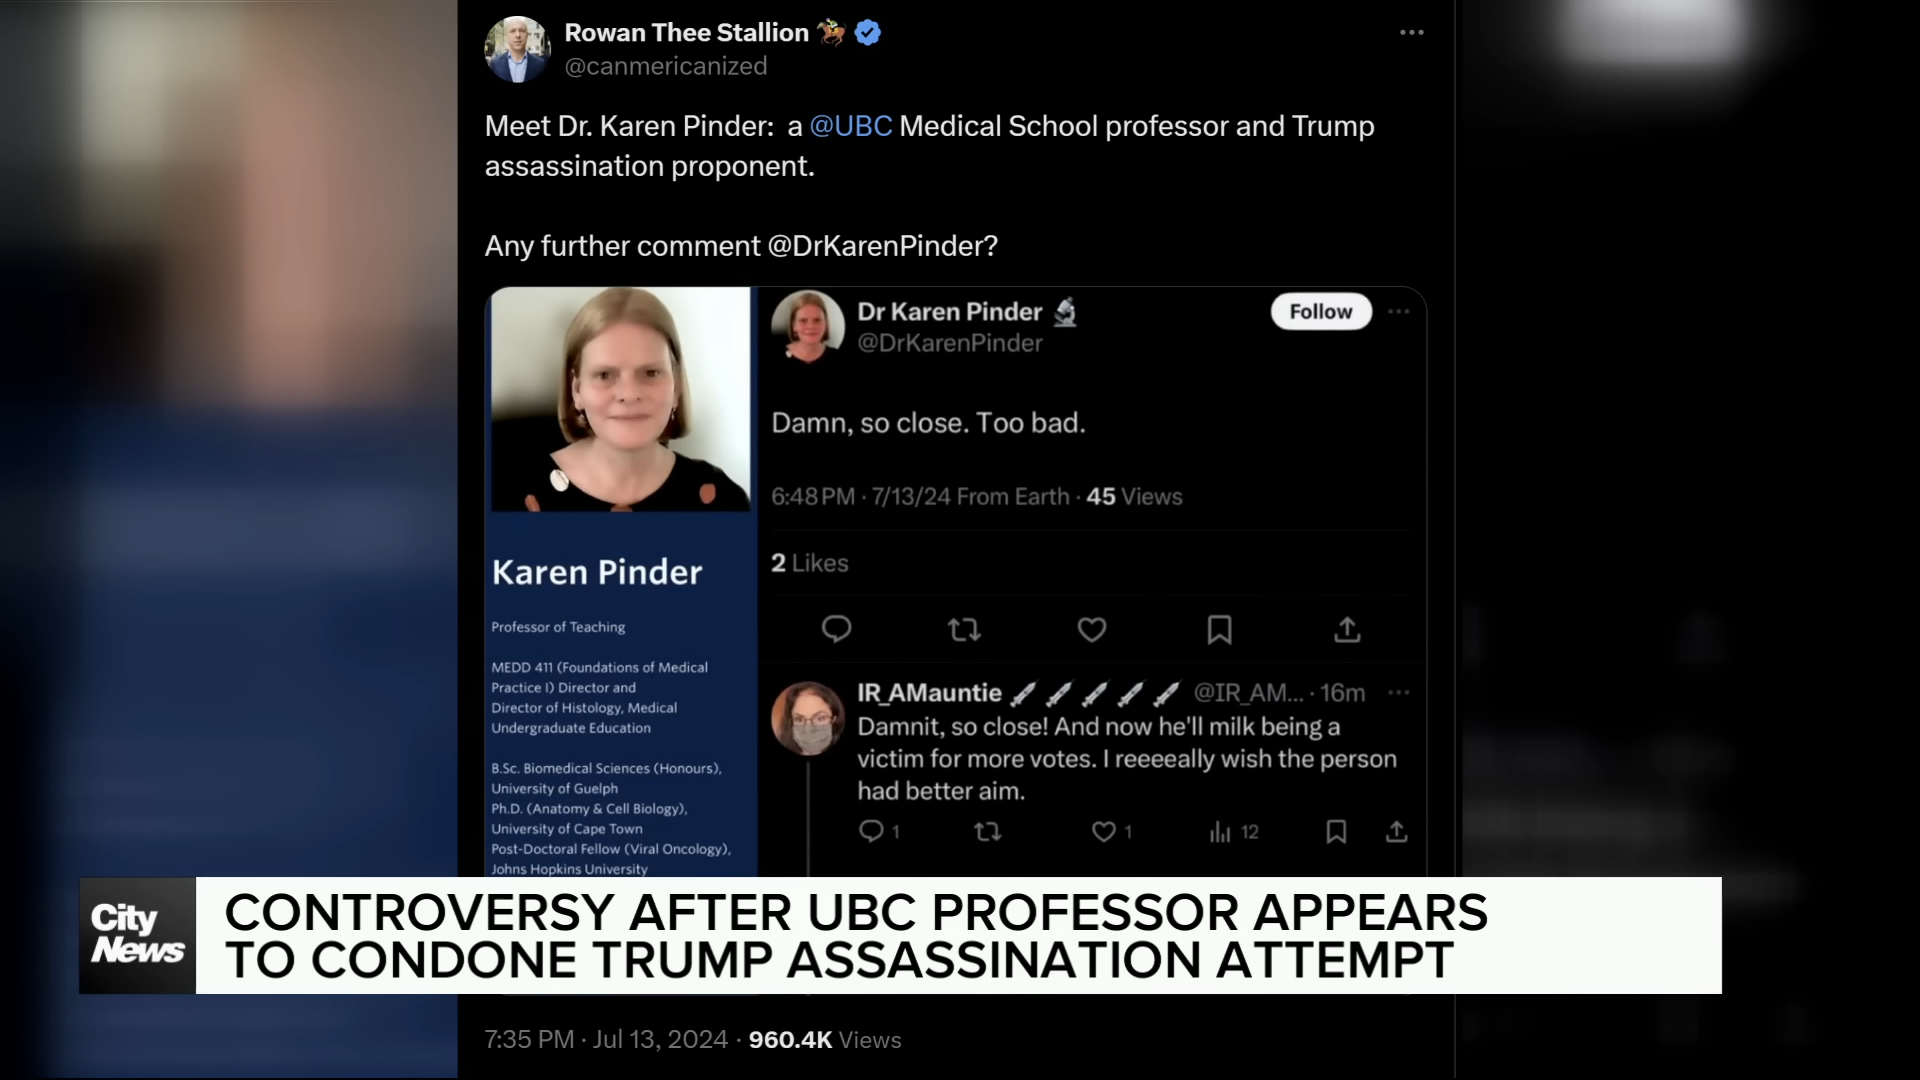 Rowan Thee Stallion
@canmericanized
Meet Dr. Karen Pinder: a @UBC Medical School professor and Trump
assassination proponent.
Any further comment @DrKarenPinder?
Karen Pinder
Professor of Teaching
MEDD 411 (Foundations of Medical
Practice I) Director and
Director of Histology, Medical
Undergraduate Education
B.Sc. Biomedical Sciences (Honours),
University of Guelph
Ph.D. (Anatomy & Cell Biology),
University of Cape Town
Post-Doctoral Fellow (Viral Oncology),
Johns Hopkins University
Dr Karen Pinder
@DrKarenPinder
Follow
Damn, so close. Too bad.
6:48 PM · 7/13/24 From Earth · 45 Views
2 Likes
IR_AMauntie @IR_AM... · 16m
Damnit, so close! And now he'll milk being a
victim for more votes. I reeeeally wish the person
had better aim.
1 1 12
City
News
CONTROVERSY AFTER UBC PROFESSOR APPEARS
TO CONDONE TRUMP ASSASSINATION ATTEMPT
7:35 PM · Jul 13, 2024 · 960.4K Views